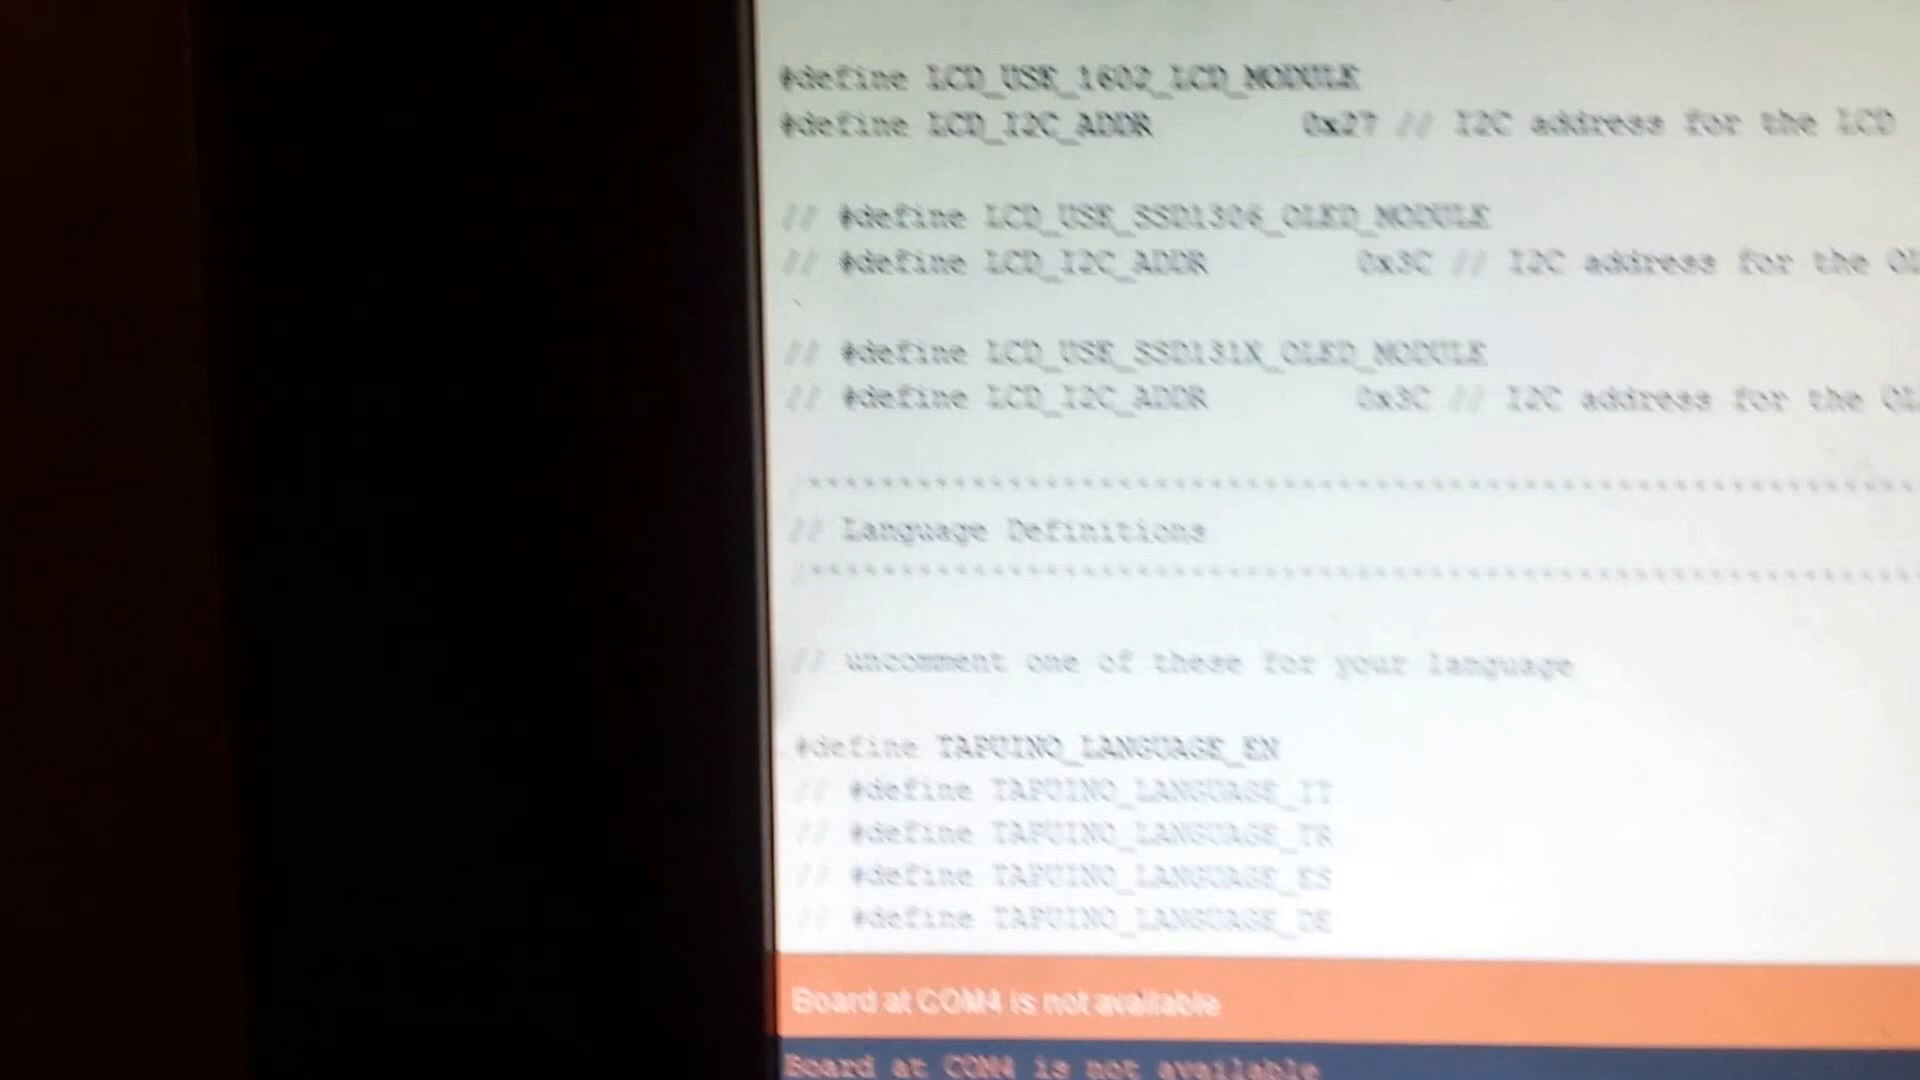 #define LCD_USE_1602_LCD_MODULE
#define LCD_I2C_ADDR 0x27 // I2C address for the LCD
// #define LCD_USE_SSD1306_OLED_MODULE
// #define LCD_I2C_ADDR 0x3C // I2C address for the OL
// #define LCD_USE_SSD131X_OLED_MODULE
// #define LCD_I2C_ADDR 0x3C // I2C address for the OL
// Language Definitions
// uncomment one of these for your language
#define TAPUINO_LANGUAGE_EN
// #define TAPUINO_LANGUAGE_IT
// #define TAPUINO_LANGUAGE_TR
// #define TAPUINO_LANGUAGE_ES
// #define TAPUINO_LANGUAGE_DE
Board at COM4 is not available
Board at COM4 is not available